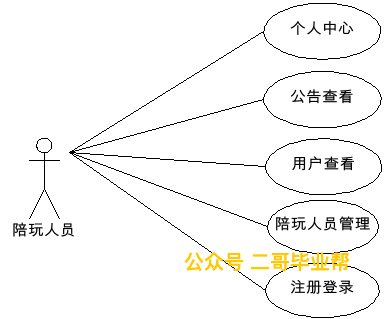 个人中心
公告查看
用户查看
陪玩人员
陪玩人员管理
公众号 二哥毕业帮
注册登录